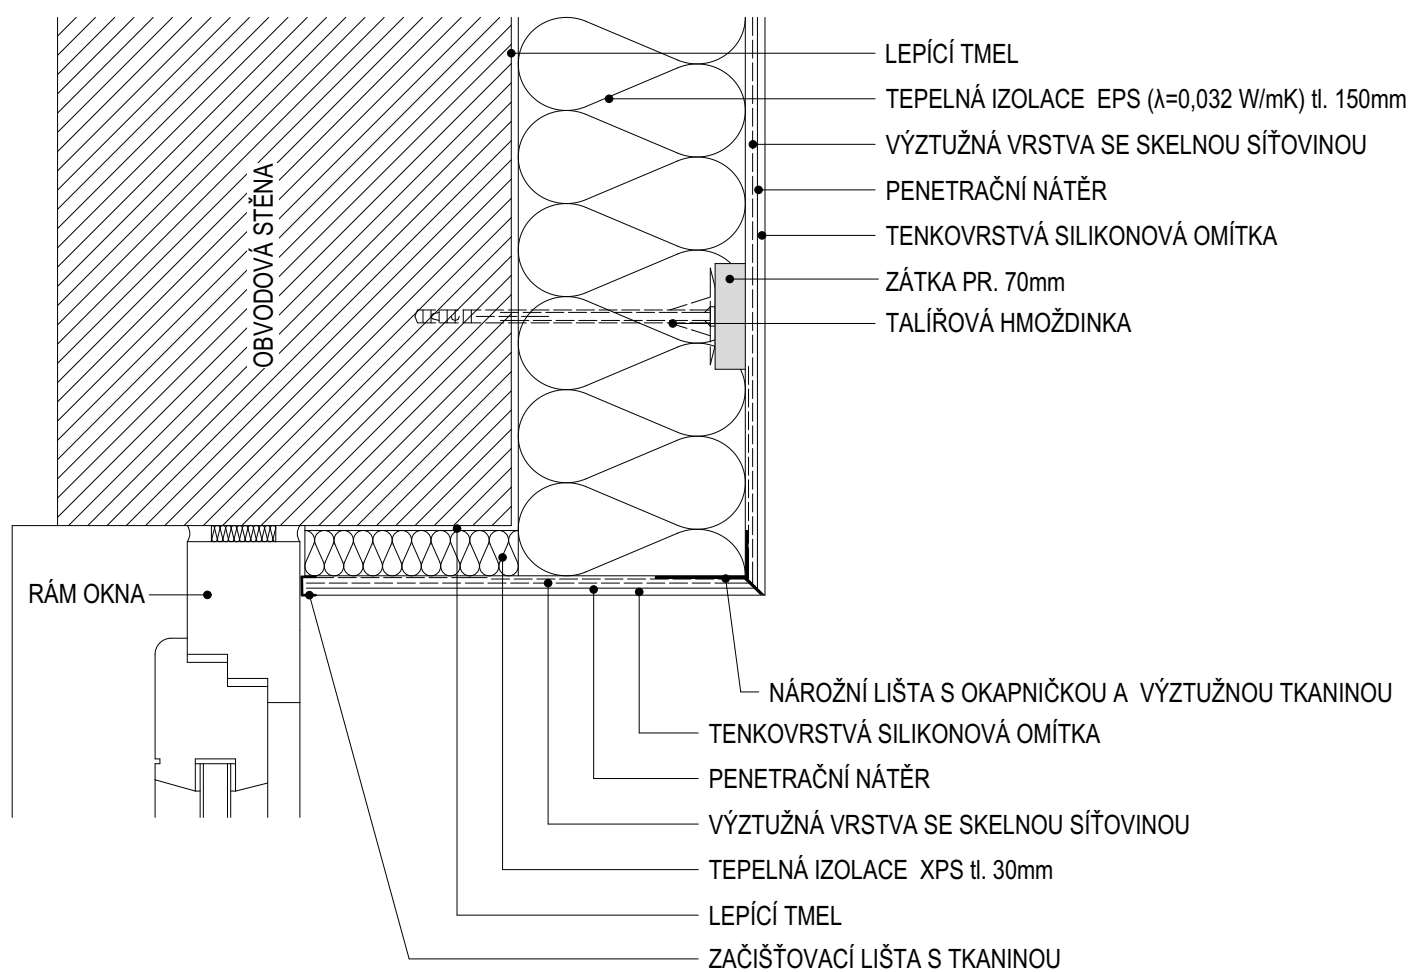 LEPÍCÍ TMEL
TEPELNÁ IZOLACE EPS (λ=0,032 W/mK) tl. 150mm
VÝZTUŽNÁ VRSTVA SE SKELNOU SÍŤOVINOU
PENETRAČNÍ NÁTĚR
TENKOVRSTVÁ SILIKONOVÁ OMÍTKA
ZÁTKA PR. 70mm
TALÍŘOVÁ HMOŽDINKA
OBVODOVÁ STĚNA
RÁM OKNA
NÁROŽNÍ LIŠTA S OKAPNIČKOU A VÝZTUŽNOU TKANINOU
TENKOVRSTVÁ SILIKONOVÁ OMÍTKA
PENETRAČNÍ NÁTĚR
VÝZTUŽNÁ VRSTVA SE SKELNOU SÍŤOVINOU
TEPELNÁ IZOLACE XPS tl. 30mm
LEPÍCÍ TMEL
ZAČIŠŤOVACÍ LIŠTA S TKANINOU